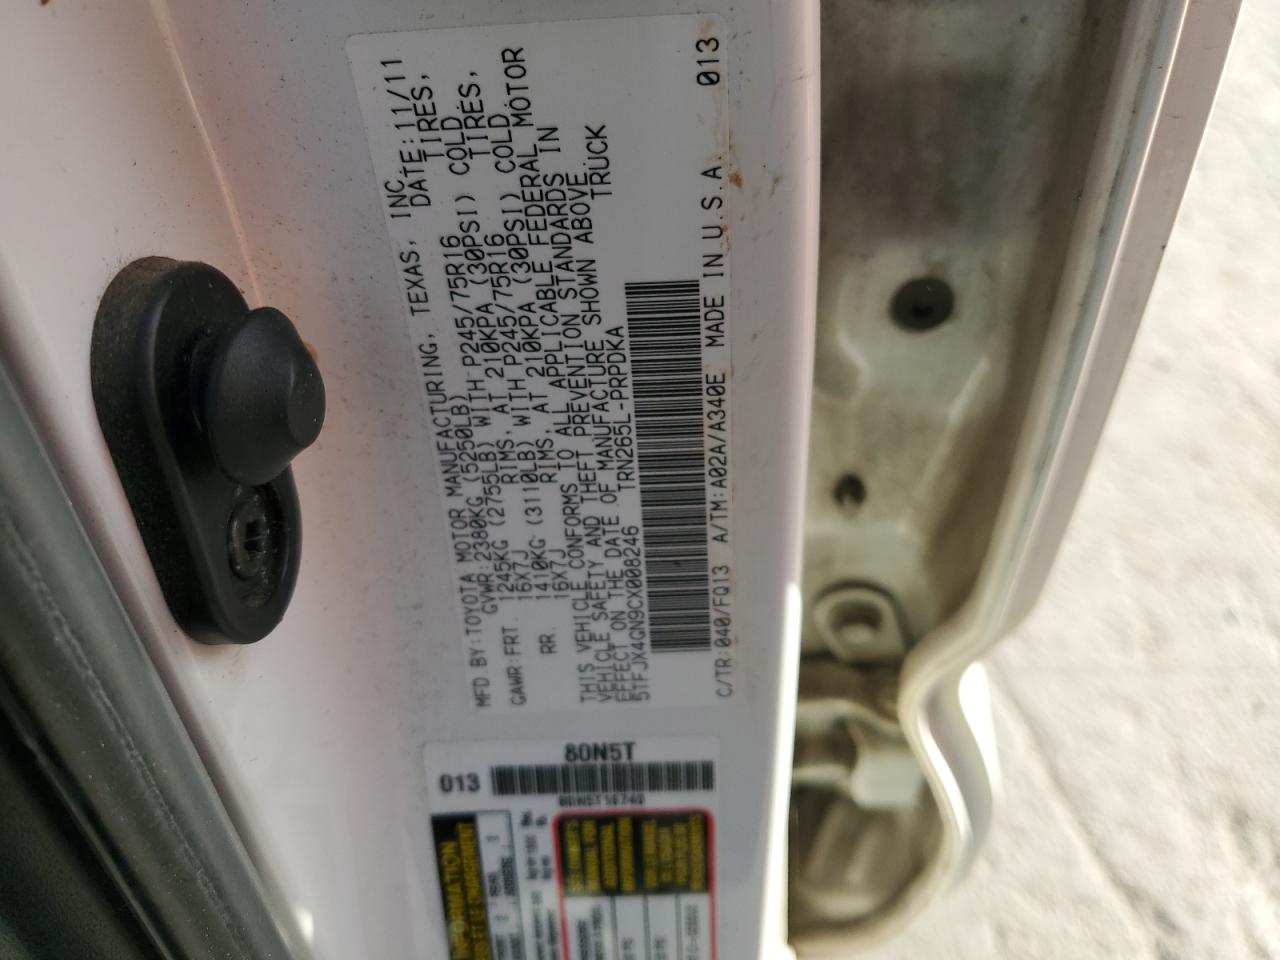 MFD BY:TOYOTA MOTOR MANUFACTURING, TEXAS, INC.
GVWR:2380KG (5250LB) DATE:11/11
GAWR:FRT. 1245KG (2755LB) WITH P245/75R16 TIRES,
16X7J RIMS, AT 210KPA (30PSI) COLD
RR. 1410KG (3110LB) WITH P245/75R16 TIRES,
16X7J RIMS, AT 210KPA (30PSI) COLD
THIS VEHICLE CONFORMS TO ALL APPLICABLE FEDERAL MOTOR
VEHICLE SAFETY AND THEFT PREVENTION STANDARDS IN
EFFECT ON THE DATE OF MANUFACTURE SHOWN ABOVE.
5TFJX4GN9CX008246 TRN265L-PRPDKA TRUCK
C/TR:040/FQ13 A/TM:A02A/A340E MADE IN U.S.A. 013
80N5T
013